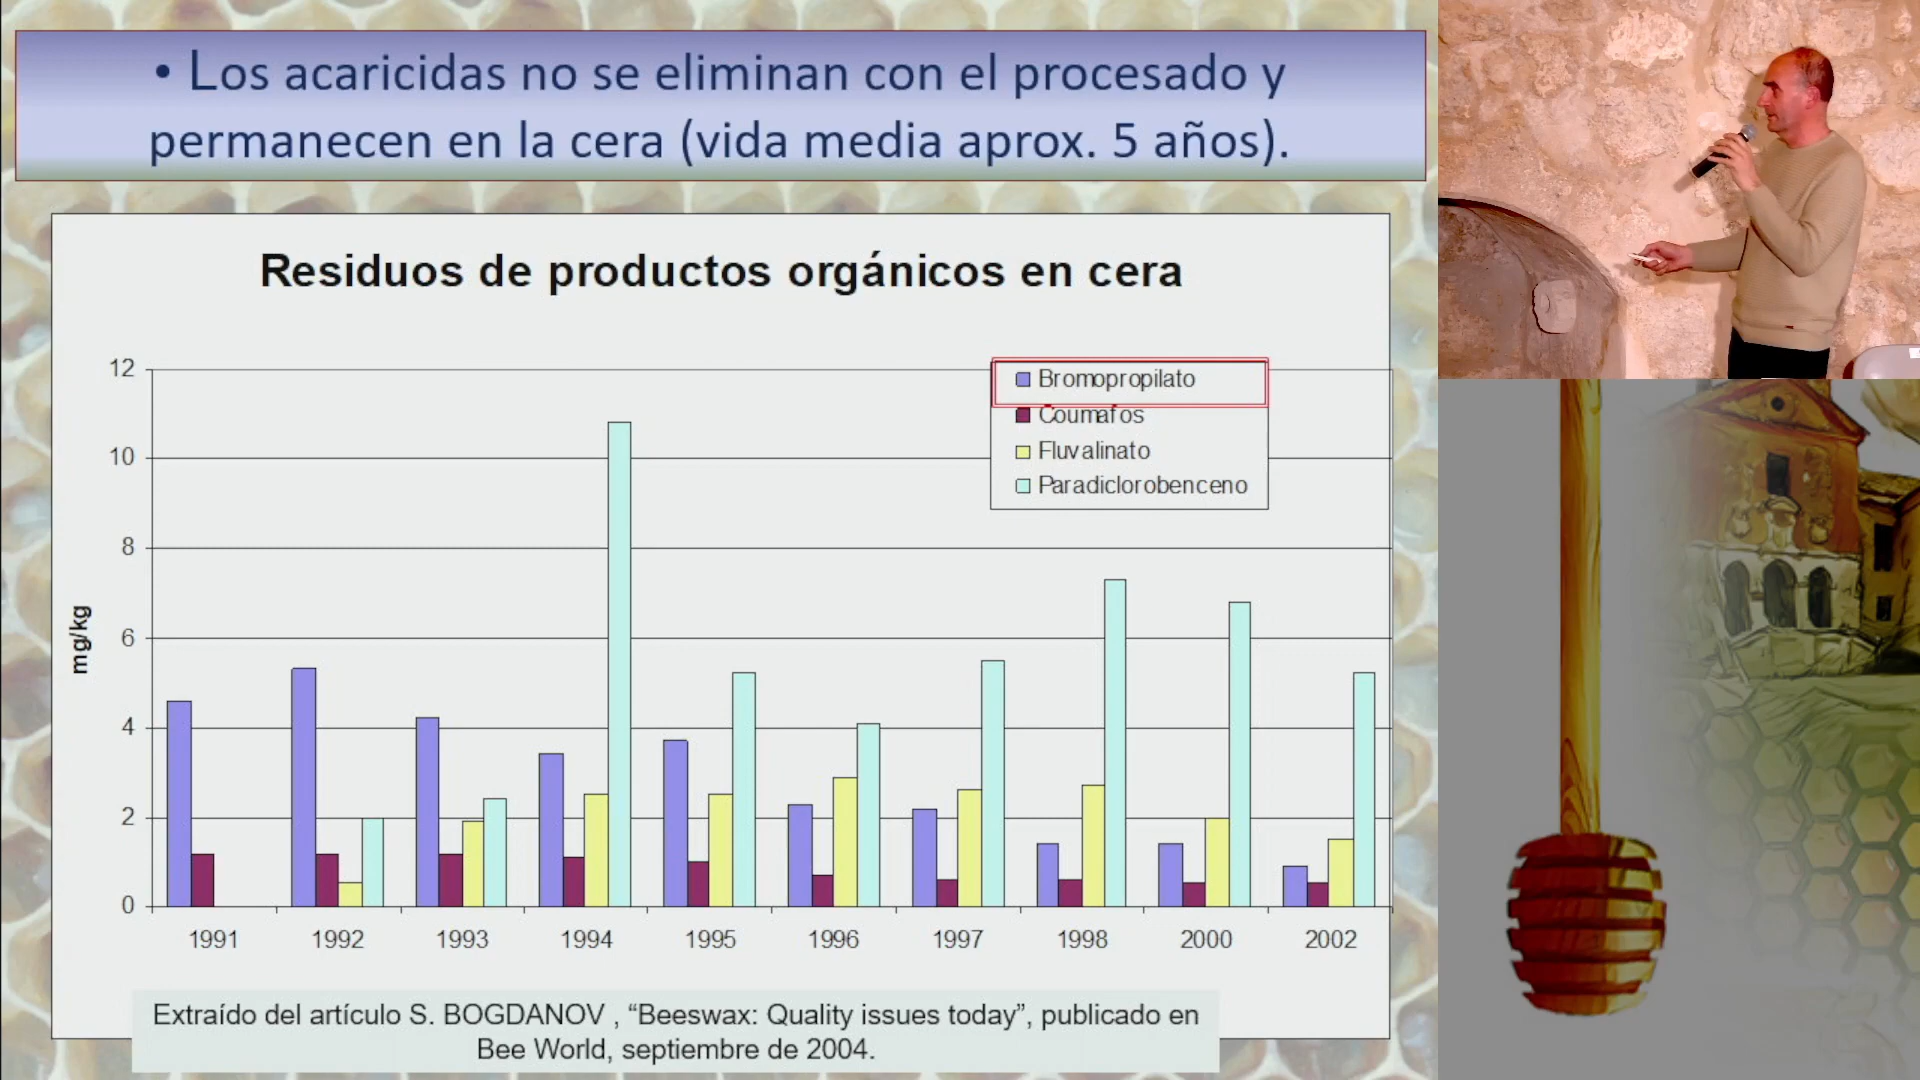 • Los acaricidas no se eliminan con el procesado y
permanecen en la cera (vida media aprox. 5 años).
Residuos de productos orgánicos en cera
12
10
8
6
4
2
0
mg/kg
Bromopropilato
Coumafos
Fluvalinato
Paradiclorobenceno
1991 1992 1993 1994 1995 1996 1997 1998 2000 2002
Extraído del artículo S. BOGDANOV , “Beeswax: Quality issues today”, publicado en
Bee World, septiembre de 2004.